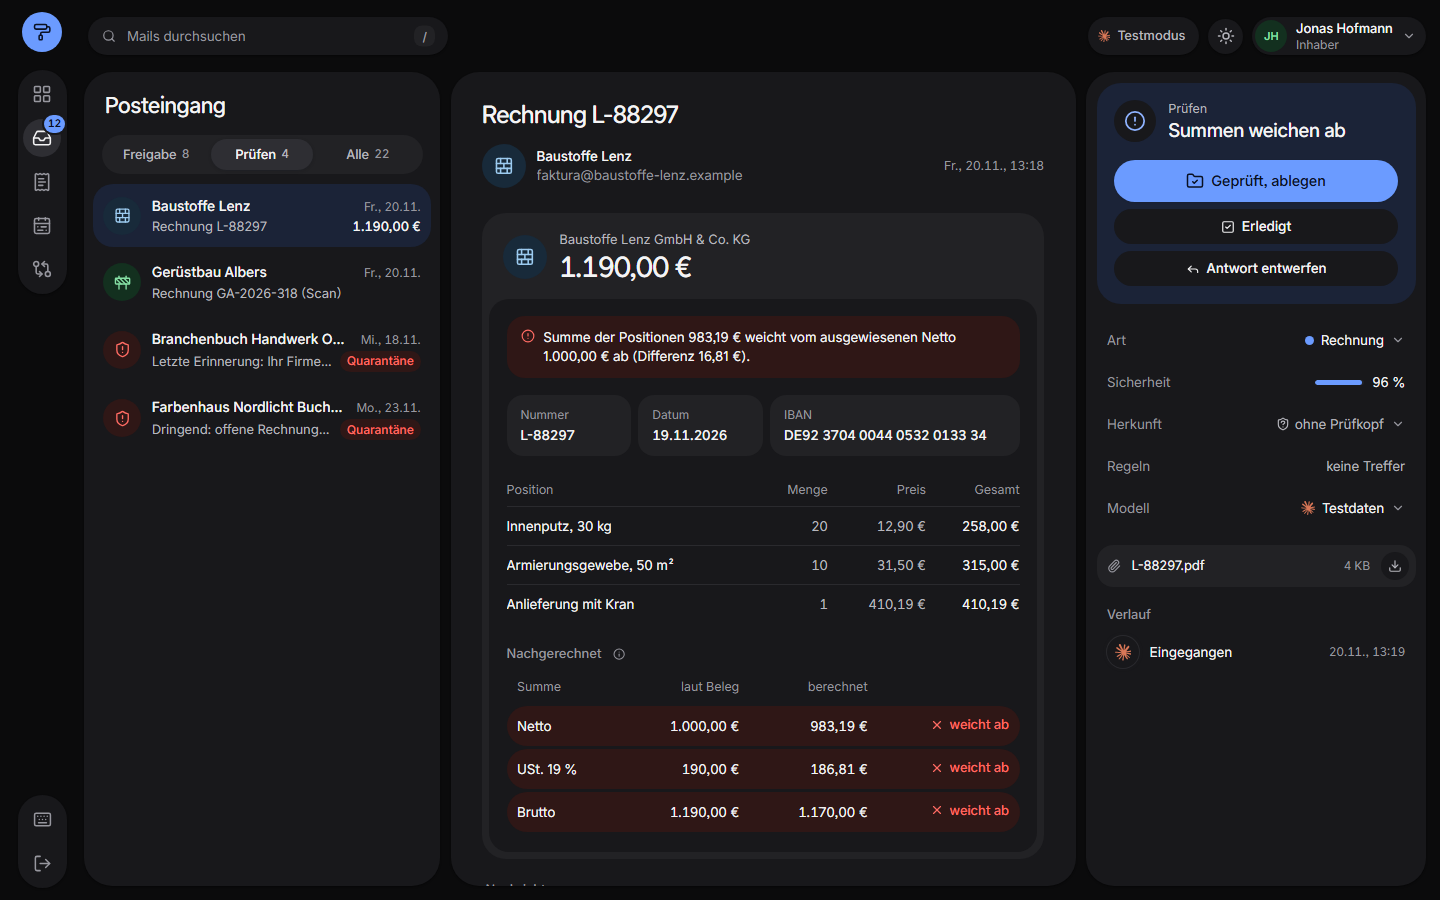 Mails durchsuchen /
Testmodus
Jonas Hofmann
JH
Inhaber
12
Posteingang
Freigabe 8 Prüfen 4 Alle 22
Baustoffe Lenz Fr., 20.11.
Rechnung L-88297 1.190,00 €
Gerüstbau Albers Fr., 20.11.
Rechnung GA-2026-318 (Scan)
Branchenbuch Handwerk O... Mi., 18.11.
Letzte Erinnerung: Ihr Firme... Quarantäne
Farbenhaus Nordlicht Buch... Mo., 23.11.
Dringend: offene Rechnung... Quarantäne
Rechnung L-88297
Baustoffe Lenz
faktura@baustoffe-lenz.example
Fr., 20.11., 13:18
Baustoffe Lenz GmbH & Co. KG
1.190,00 €
Summe der Positionen 983,19 € weicht vom ausgewiesenen Netto
1.000,00 € ab (Differenz 16,81 €).
Nummer Datum IBAN
L-88297 19.11.2026 DE92 3704 0044 0532 0133 34
Position Menge Preis Gesamt
Innenputz, 30 kg 20 12,90 € 258,00 €
Armierungsgewebe, 50 m² 10 31,50 € 315,00 €
Anlieferung mit Kran 1 410,19 € 410,19 €
Nachgerechnet
Summe laut Beleg berechnet
Netto 1.000,00 € 983,19 € weicht ab
USt. 19 % 190,00 € 186,81 € weicht ab
Brutto 1.190,00 € 1.170,00 € weicht ab
Prüfen
Summen weichen ab
Geprüft, ablegen
Erledigt
Antwort entwerfen
Art Rechnung
Sicherheit 96 %
Herkunft ohne Prüfkopf
Regeln keine Treffer
Modell Testdaten
L-88297.pdf 4 KB
Verlauf
Eingegangen 20.11., 13:19